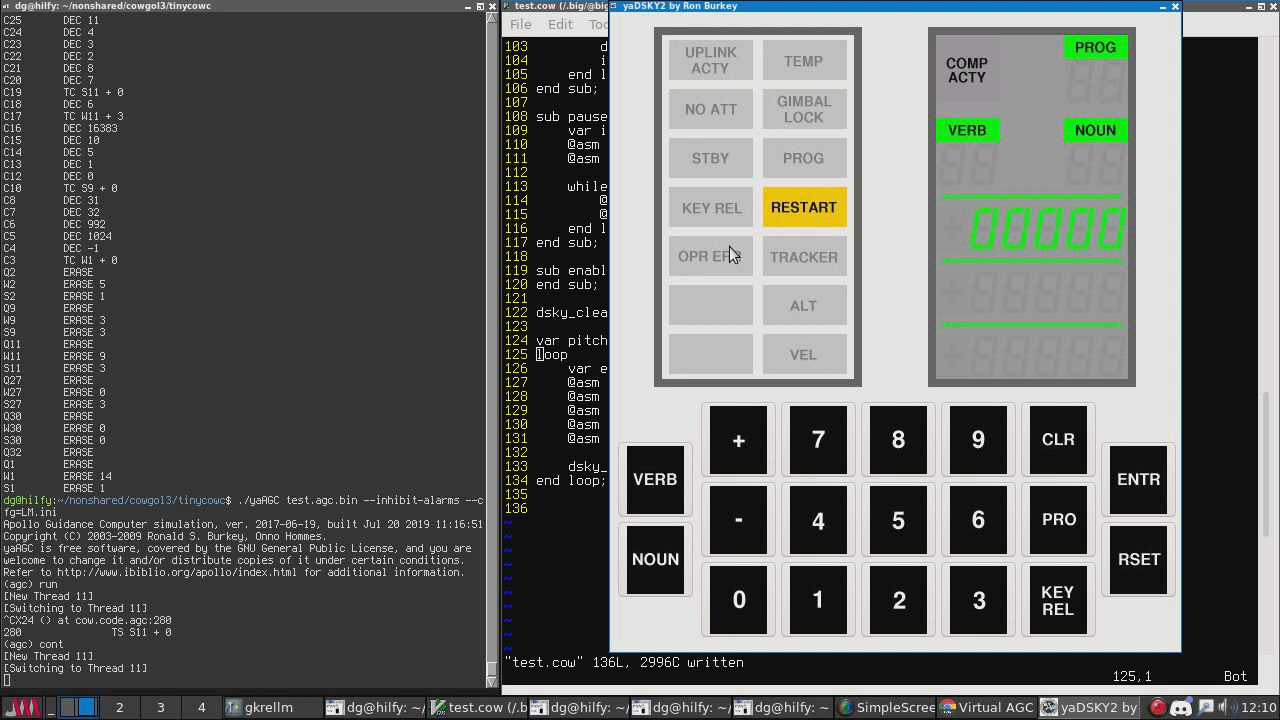 dg@hilfy: ~/nonshared/cowgol3/tinycowc
C25 DEC 11
C24 DEC 4
C23 DEC 3
C22 DEC 2
C21 DEC 8
C20 DEC 7
C19 TC S11 + 0
C18 DEC 6
C17 TC W11 + 3
C16 DEC 16383
C15 DEC 10
C14 DEC 5
C13 DEC 1
C12 DEC 0
C10 TC S9 + 0
C8 DEC 31
C7 DEC 32
C6 DEC 992
C5 DEC 1024
C4 DEC -1
C3 TC W1 + 0
Q2 ERASE
W2 ERASE 5
S2 ERASE 1
Q9 ERASE
W9 ERASE
S9 ERASE 3
Q11 ERASE
W11 ERASE 9
S11 ERASE 3
Q27 ERASE
W27 ERASE 0
S27 ERASE 3
Q30 ERASE
W30 ERASE 0
S30 ERASE 0
Q32 ERASE
Q1 ERASE
W1 ERASE 14
S1 ERASE 1
dg@hilfy:~/nonshared/cowgol3/tinycowc$ ./yaAGC test.agc.bin --inhibit-alarms --c
fg=LM.ini
Apollo Guidance Computer simulation, ver. 2017-06-19, built Jul 20 2019 11:16:51
Copyright (C) 2003-2009 Ronald S. Burkey, Onno Hommes.
yaAGC is free software, covered by the GNU General Public License, and you are
welcome to change it and/or distribute copies of it under certain conditions.
Refer to http://www.ibiblio.org/apollo/index.html for additional information.
(agc) run
[New Thread 11]
[Switching to Thread 11]
^CX24 () at cow.code.agc:280
280 TS S11 + 0
(agc) cont
[New Thread 11]
[Switching to Thread 11]
test.cow (/.big/@big
File Edit
103 d
104 i
105 end l
106 end sub;
107
108 sub pause
109 var i
110 @asm
111 @asm
112
113 while
114 @
115 @
116 end l
117 end sub;
118
119 sub enabl
120 end sub;
121
122 dsky_clea
123
124 var pitch
125 loop
126 var e
127 @asm
128 @asm
129 @asm
130 @asm
131 @asm
132
133 dsky_
134 end loop;
135
136
~
~
~
~
~
~
~
~
~
~
"test.cow" 136L, 2996C written
125,1 Bot
yaDSKY2 by Ron Burkey
UPLINK
ACTY
TEMP
NO ATT
GIMBAL
LOCK
STBY
PROG
KEY REL
RESTART
OPR ERR
TRACKER
ALT
VEL
COMP
ACTY
PROG
VERB
NOUN
00000
+
7
8
9
CLR
VERB
ENTR
-
4
5
6
PRO
NOUN
RSET
0
1
2
3
KEY
REL
2
3
4
gkrellm
dg@hilfy: ~/
test.cow (/.b
dg@hilfy: ~/
dg@hilfy: ~/
dg@hilfy: ~/
SimpleScree
Virtual AGC
yaDSKY2 by
12:10